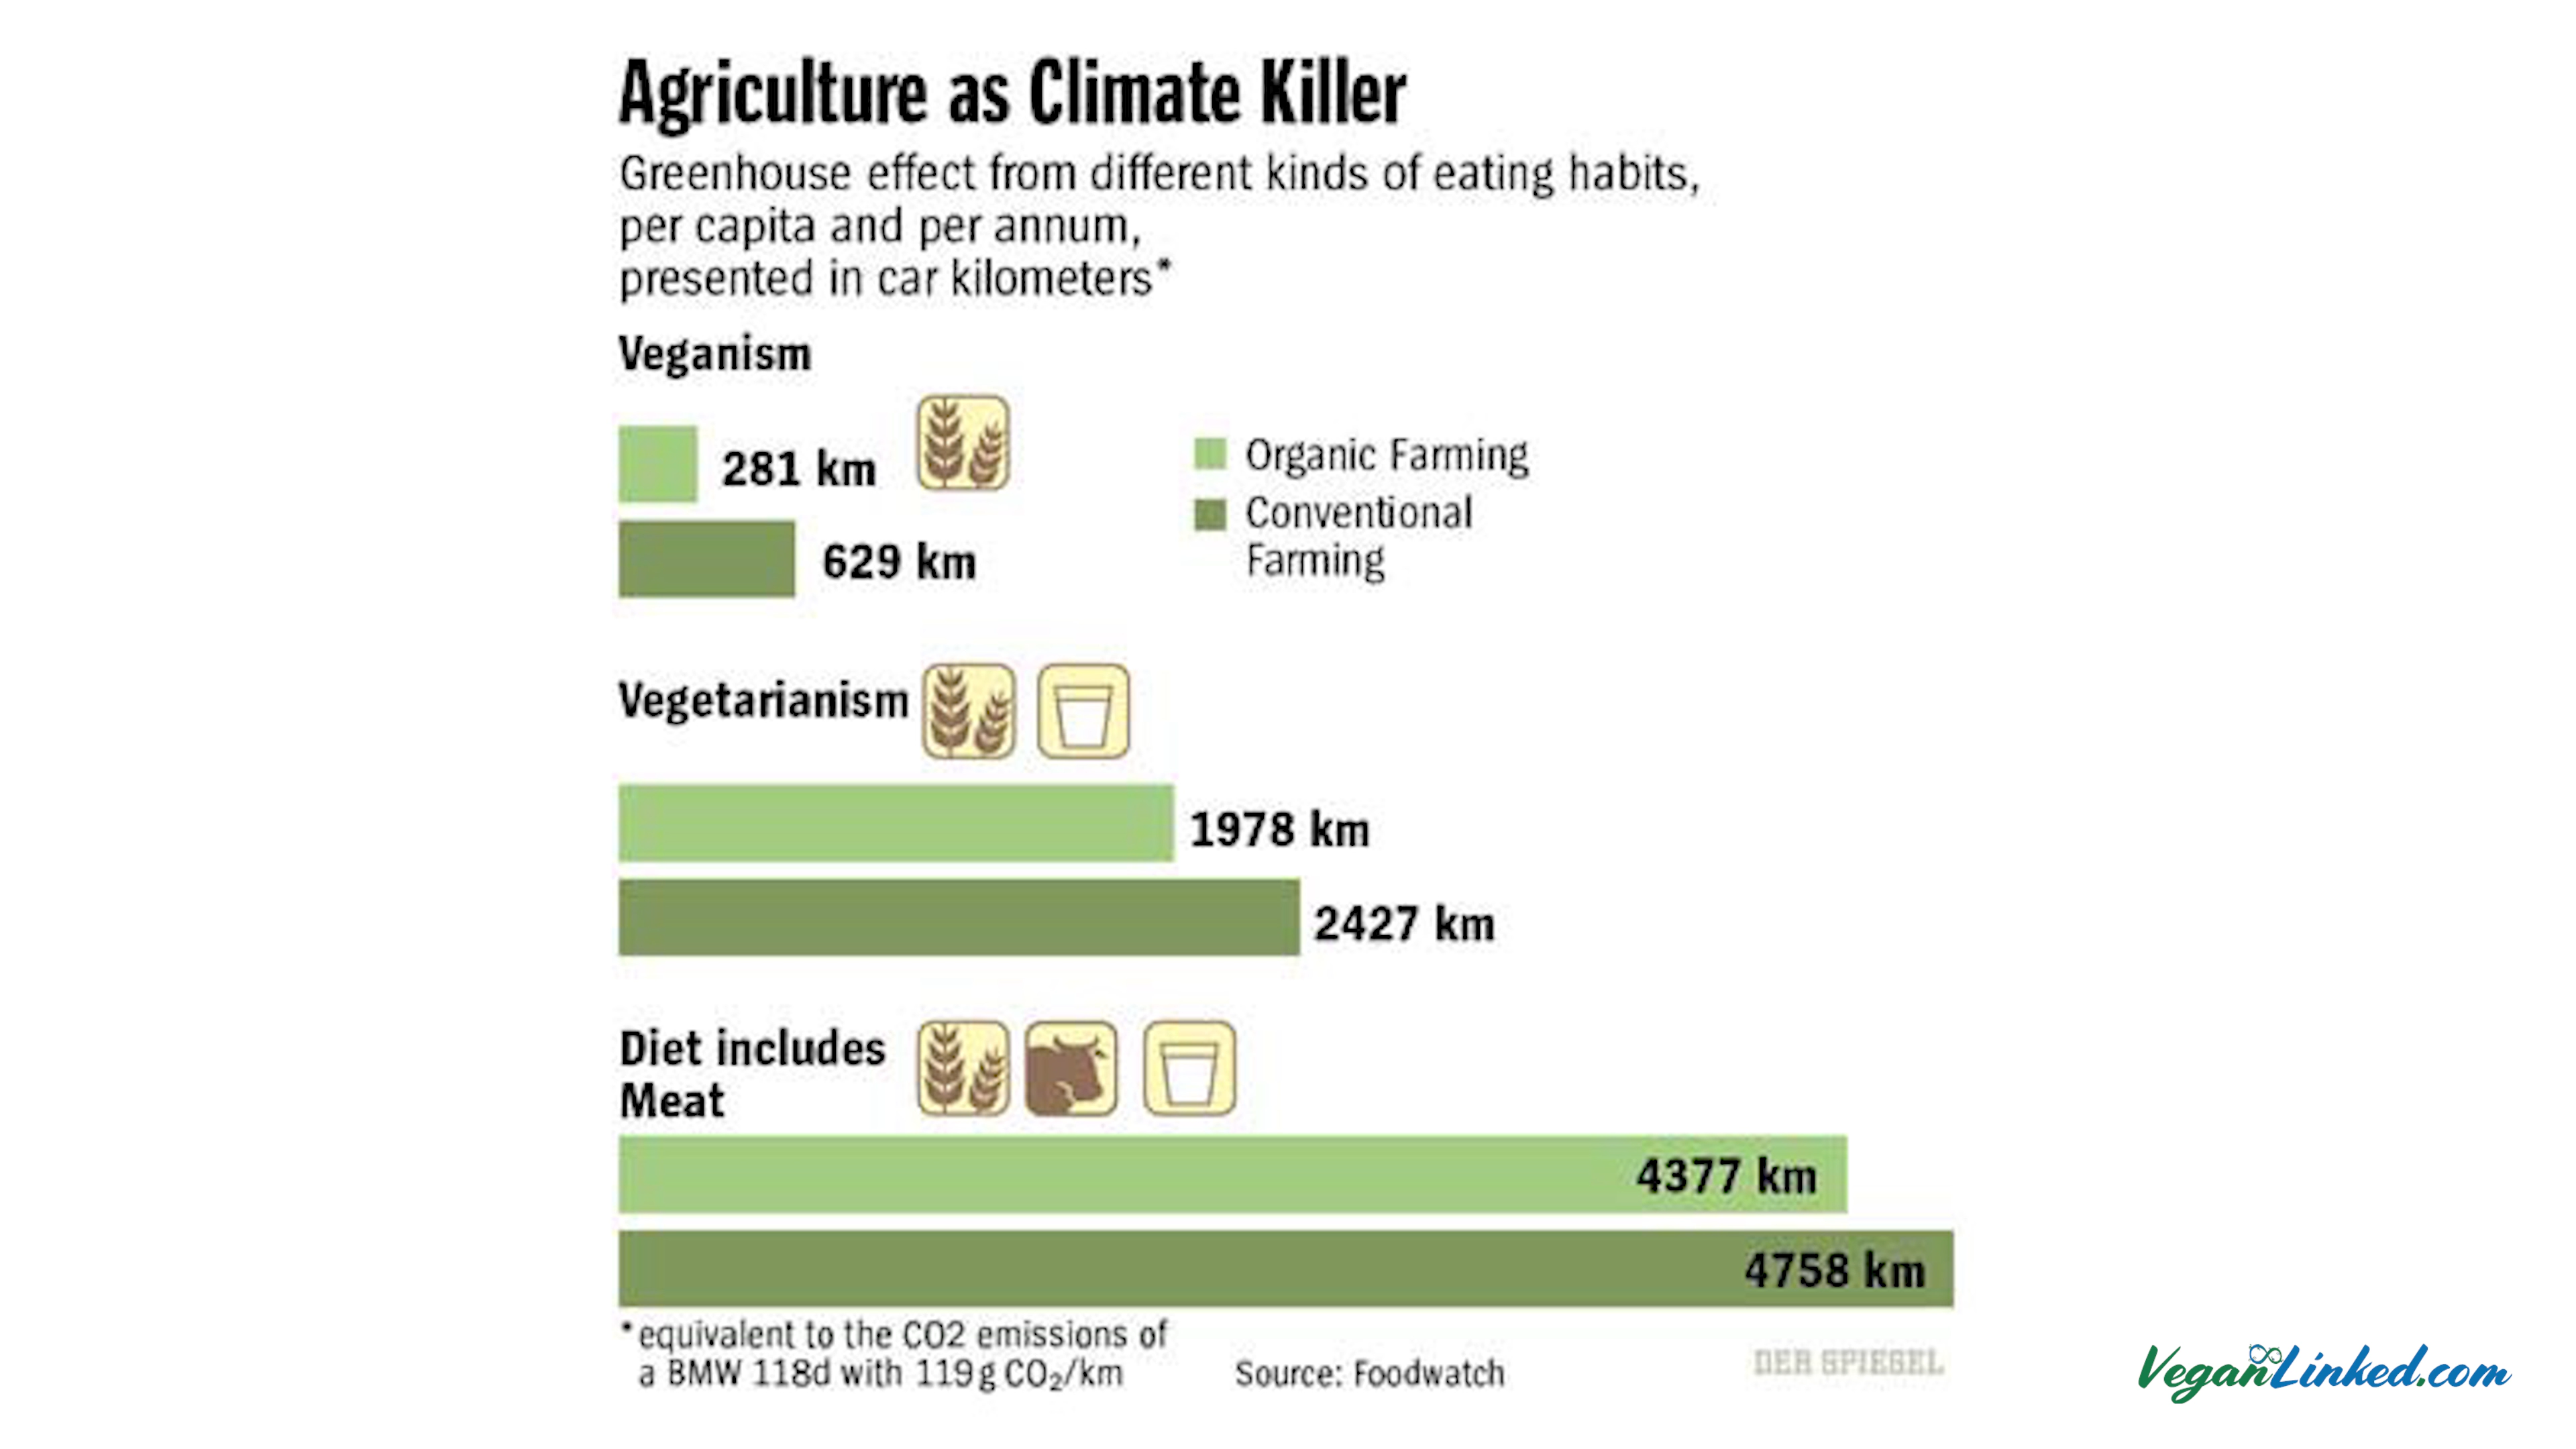 Agriculture as Climate Killer
Greenhouse effect from different kinds of eating habits,
per capita and per annum,
presented in car kilometers*
Veganism
281 km
629 km
Organic Farming
Conventional
Farming
Vegetarianism
1978 km
2427 km
Diet includes
Meat
4377 km
4758 km
*equivalent to the CO2 emissions of
a BMW 118d with 119 g CO₂/km
Source: Foodwatch
DER SPIEGEL
VeganLinked.com